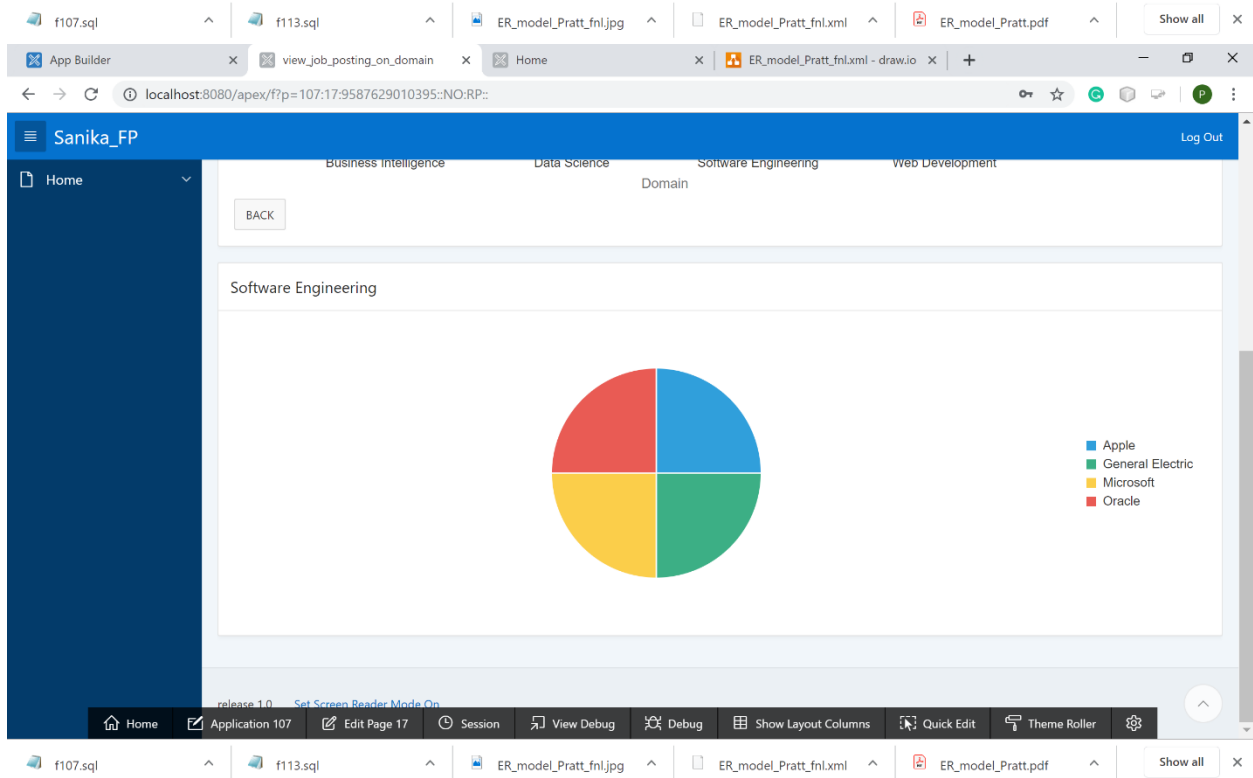 f107.sql f113.sql ER_model_Pratt_fnl.jpg ER_model_Pratt_fnl.xml ER_model_Pratt.pdf Show all
App Builder view_job_posting_on_domain Home ER_model_Pratt_fnl.xml - draw.io
localhost:8080/apex/f?p=107:17:9587629010395::NO:RP:: P
Sanika_FP Log Out
Home
Business Intelligence Data Science Software Engineering Web Development
Domain
BACK
Software Engineering
Apple
General Electric
Microsoft
Oracle
release 1.0 Set Screen Reader Mode On
Home Application 107 Edit Page 17 Session View Debug Debug Show Layout Columns Quick Edit Theme Roller
f107.sql f113.sql ER_model_Pratt_fnl.jpg ER_model_Pratt_fnl.xml ER_model_Pratt.pdf Show all